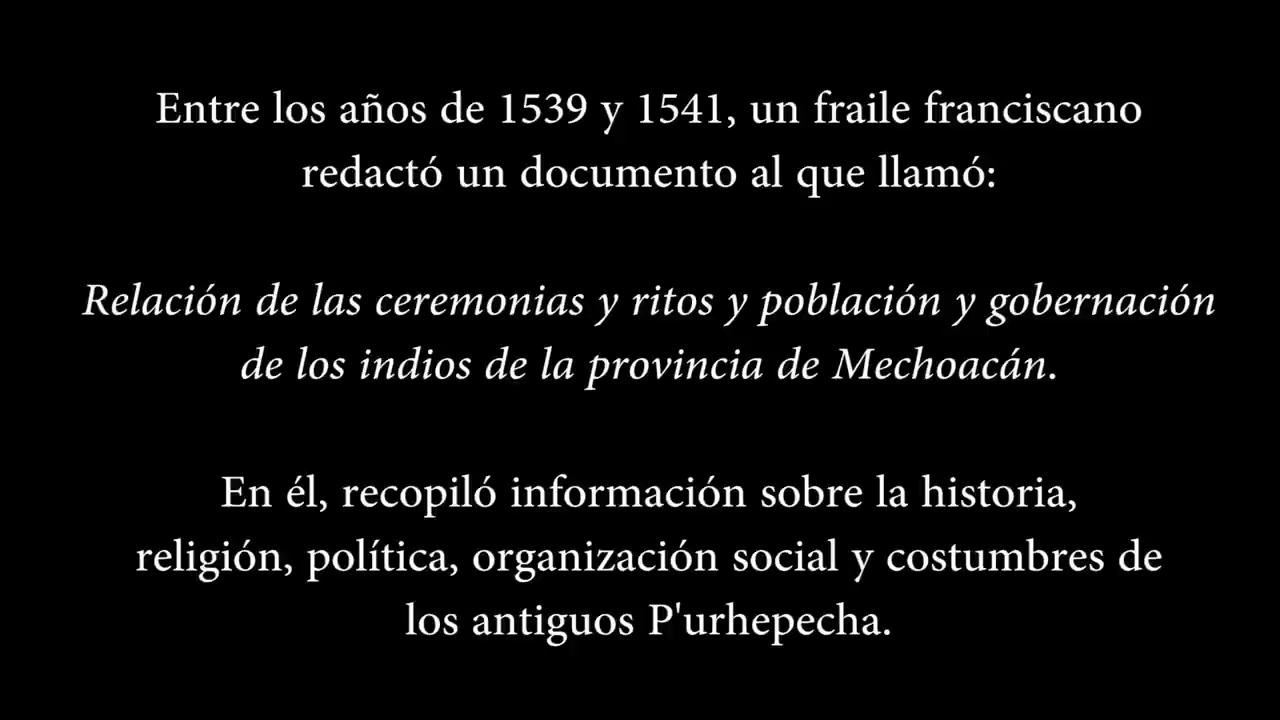 Entre los años de 1539 y 1541, un fraile franciscano
redactó un documento al que llamó:
Relación de las ceremonias y ritos y población y gobernación
de los indios de la provincia de Mechoacán.
En él, recopiló información sobre la historia,
religión, política, organización social y costumbres de
los antiguos P'urhepecha.